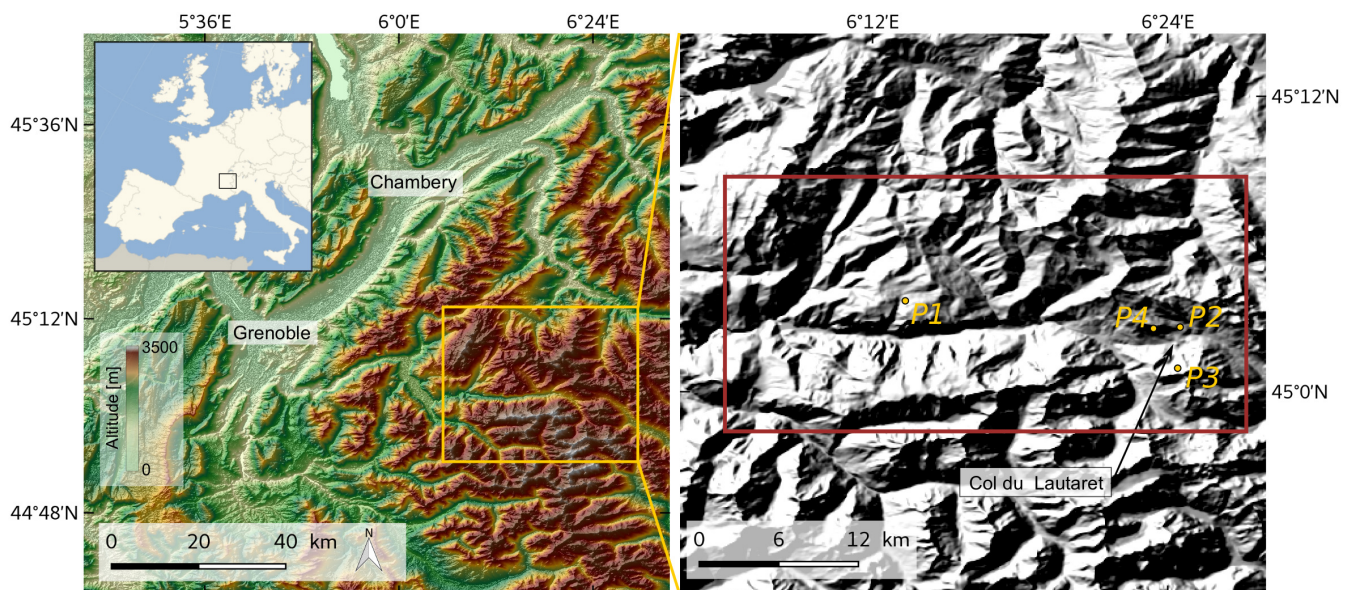 5°36'E
6°0'E
6°24'E
6°12'E
6°24'E
45°36'N
45°12'N
44°48'N
Chambery
Grenoble
3500
Altitude [m]
0
N
0 20 40 km
45°12'N
45°0'N
P1
P4
P2
P3
Col du Lautaret
0 6 12 km